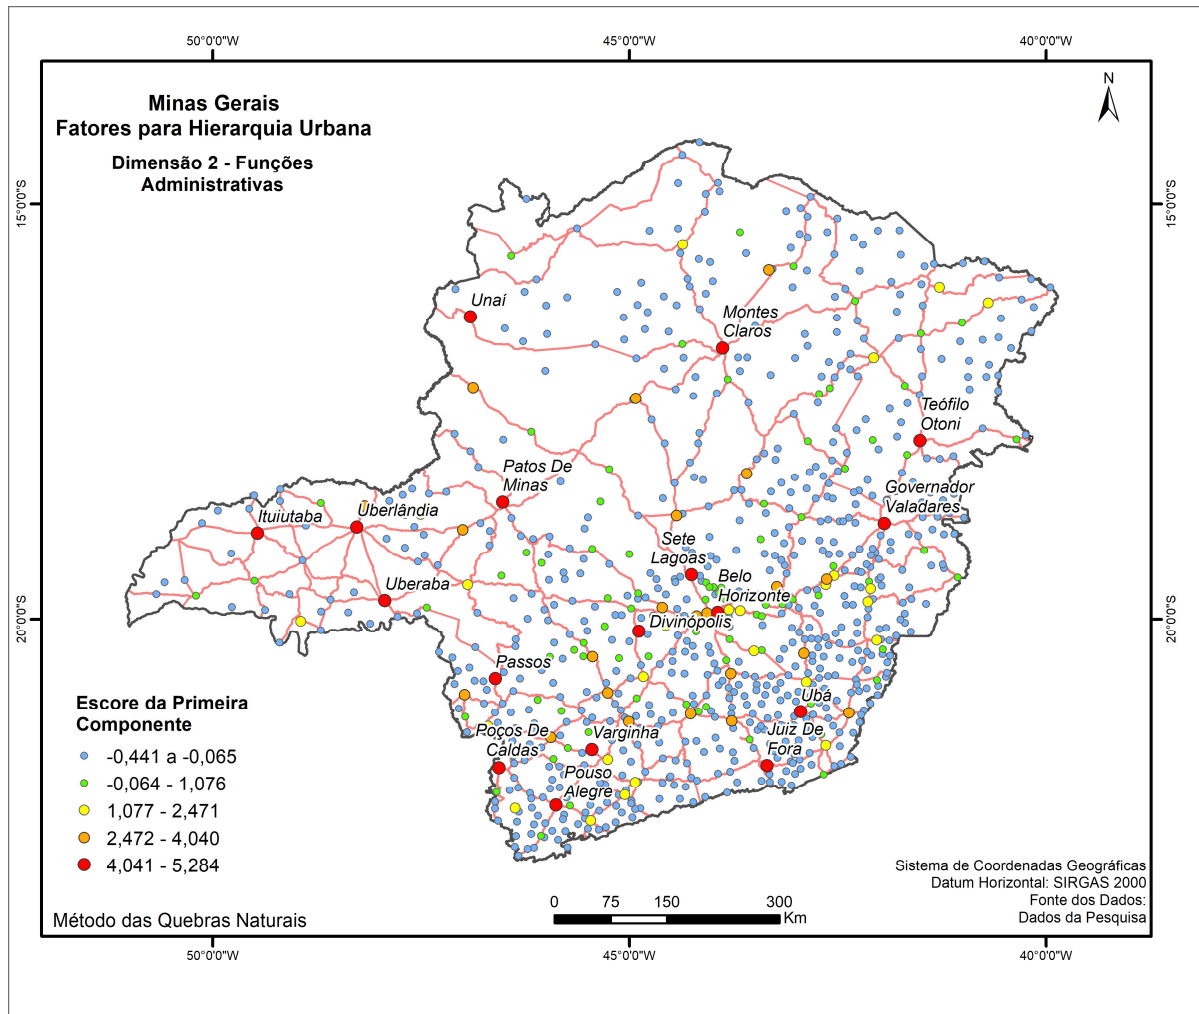 50°0'0"W
45°0'0"W
40°0'0"W
Minas Gerais
Fatores para Hierarquia Urbana
Dimensão 2 - Funções
Administrativas
N
15°0'0"S
15°0'0"S
Unaí
Montes
Claros
Teófilo
Otoni
Patos De
Minas
Governador
Valadares
Ituiutaba
Uberlândia
Sete
Lagoas
Uberaba
Belo
Horizonte
20°0'0"S
20°0'0"S
Divinópolis
Passos
Ubá
Poços De
Caldas
Varginha
Juiz De
Fora
Pouso
Alegre
Escore da Primeira
Componente
-0,441 a -0,065
-0,064 - 1,076
1,077 - 2,471
2,472 - 4,040
4,041 - 5,284
Método das Quebras Naturais
0 75 150 300
Km
Sistema de Coordenadas Geográficas
Datum Horizontal: SIRGAS 2000
Fonte dos Dados:
Dados da Pesquisa
50°0'0"W
45°0'0"W
40°0'0"W